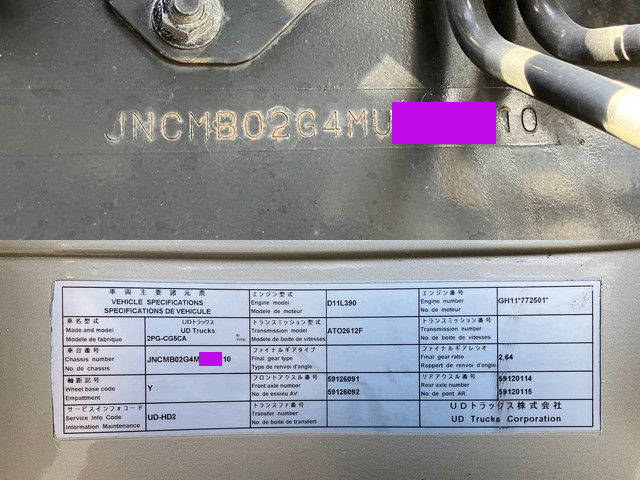 JNCMB02G4MU 10
車両主要諸元票
VEHICLE SPECIFICATIONS
SPECIFICATIONS DE VEHICULE
エンジン型式
Engine model
Modele de moteur
D11L390
エンジン番号
Engine number
No. de moteur
GH11*772501*
車名型式
Made and model
Modele de fabrique
UDトラックス
UD Trucks
2PG-CG5CA
型式
TYPE
トランスミッション型式
Transmission model
Modele de boite de vitesses
ATO2612F
トランスミッション番号
Transmission number
No. de boite de vitesses
車台番号
Chassis number
No. de chassis
JNCMB02G4M 10
ファイナルギアタイプ
Final gear type
Type de renvoi d'angle
ファイナルギアレシオ
Final gear ratio
Rapport de renvoi d'angle
2,64
軸距記号
Wheel base code
Empattment
Y
フロントアクスル番号
Front axle number
No. de essieu AV
59126091
59126092
リアアクスル番号
Rear axle number
No. de pont AR
59120114
59120115
サービスインフォコード
Service Info Code
Information Maintenance
UD-HD2
トランスファ番号
Transfer number
No. de boite de transfert
UDトラックス株式会社
UD Trucks Corporation